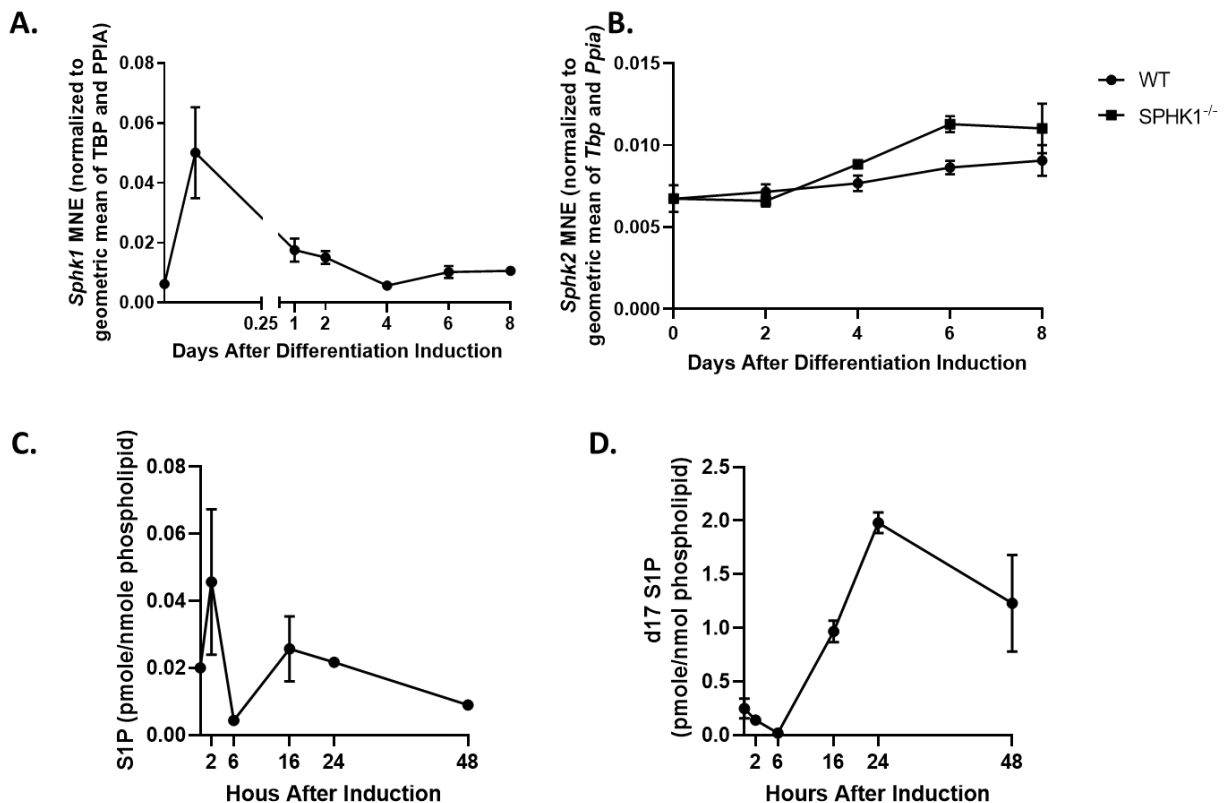 A.
Sphk1 MNE (normalized to
geometric mean of TBP and PPIA)
0.08
0.06
0.04
0.02
0.00
0.25 1 2 4 6 8
Days After Differentiation Induction
B.
Sphk2 MNE (normalized to
geometric mean of Tbp and Ppia)
0.015
0.010
0.005
0.000
0 2 4 6 8
Days After Differentiation Induction
WT
SPHK1-/-
C.
S1P (pmole/nmole phospholipid)
0.08
0.06
0.04
0.02
0.00
2 6 16 24 48
Hous After Induction
D.
d17 S1P
(pmole/nmol phospholipid)
2.5
2.0
1.5
1.0
0.5
0.0
2 6 16 24 48
Hours After Induction